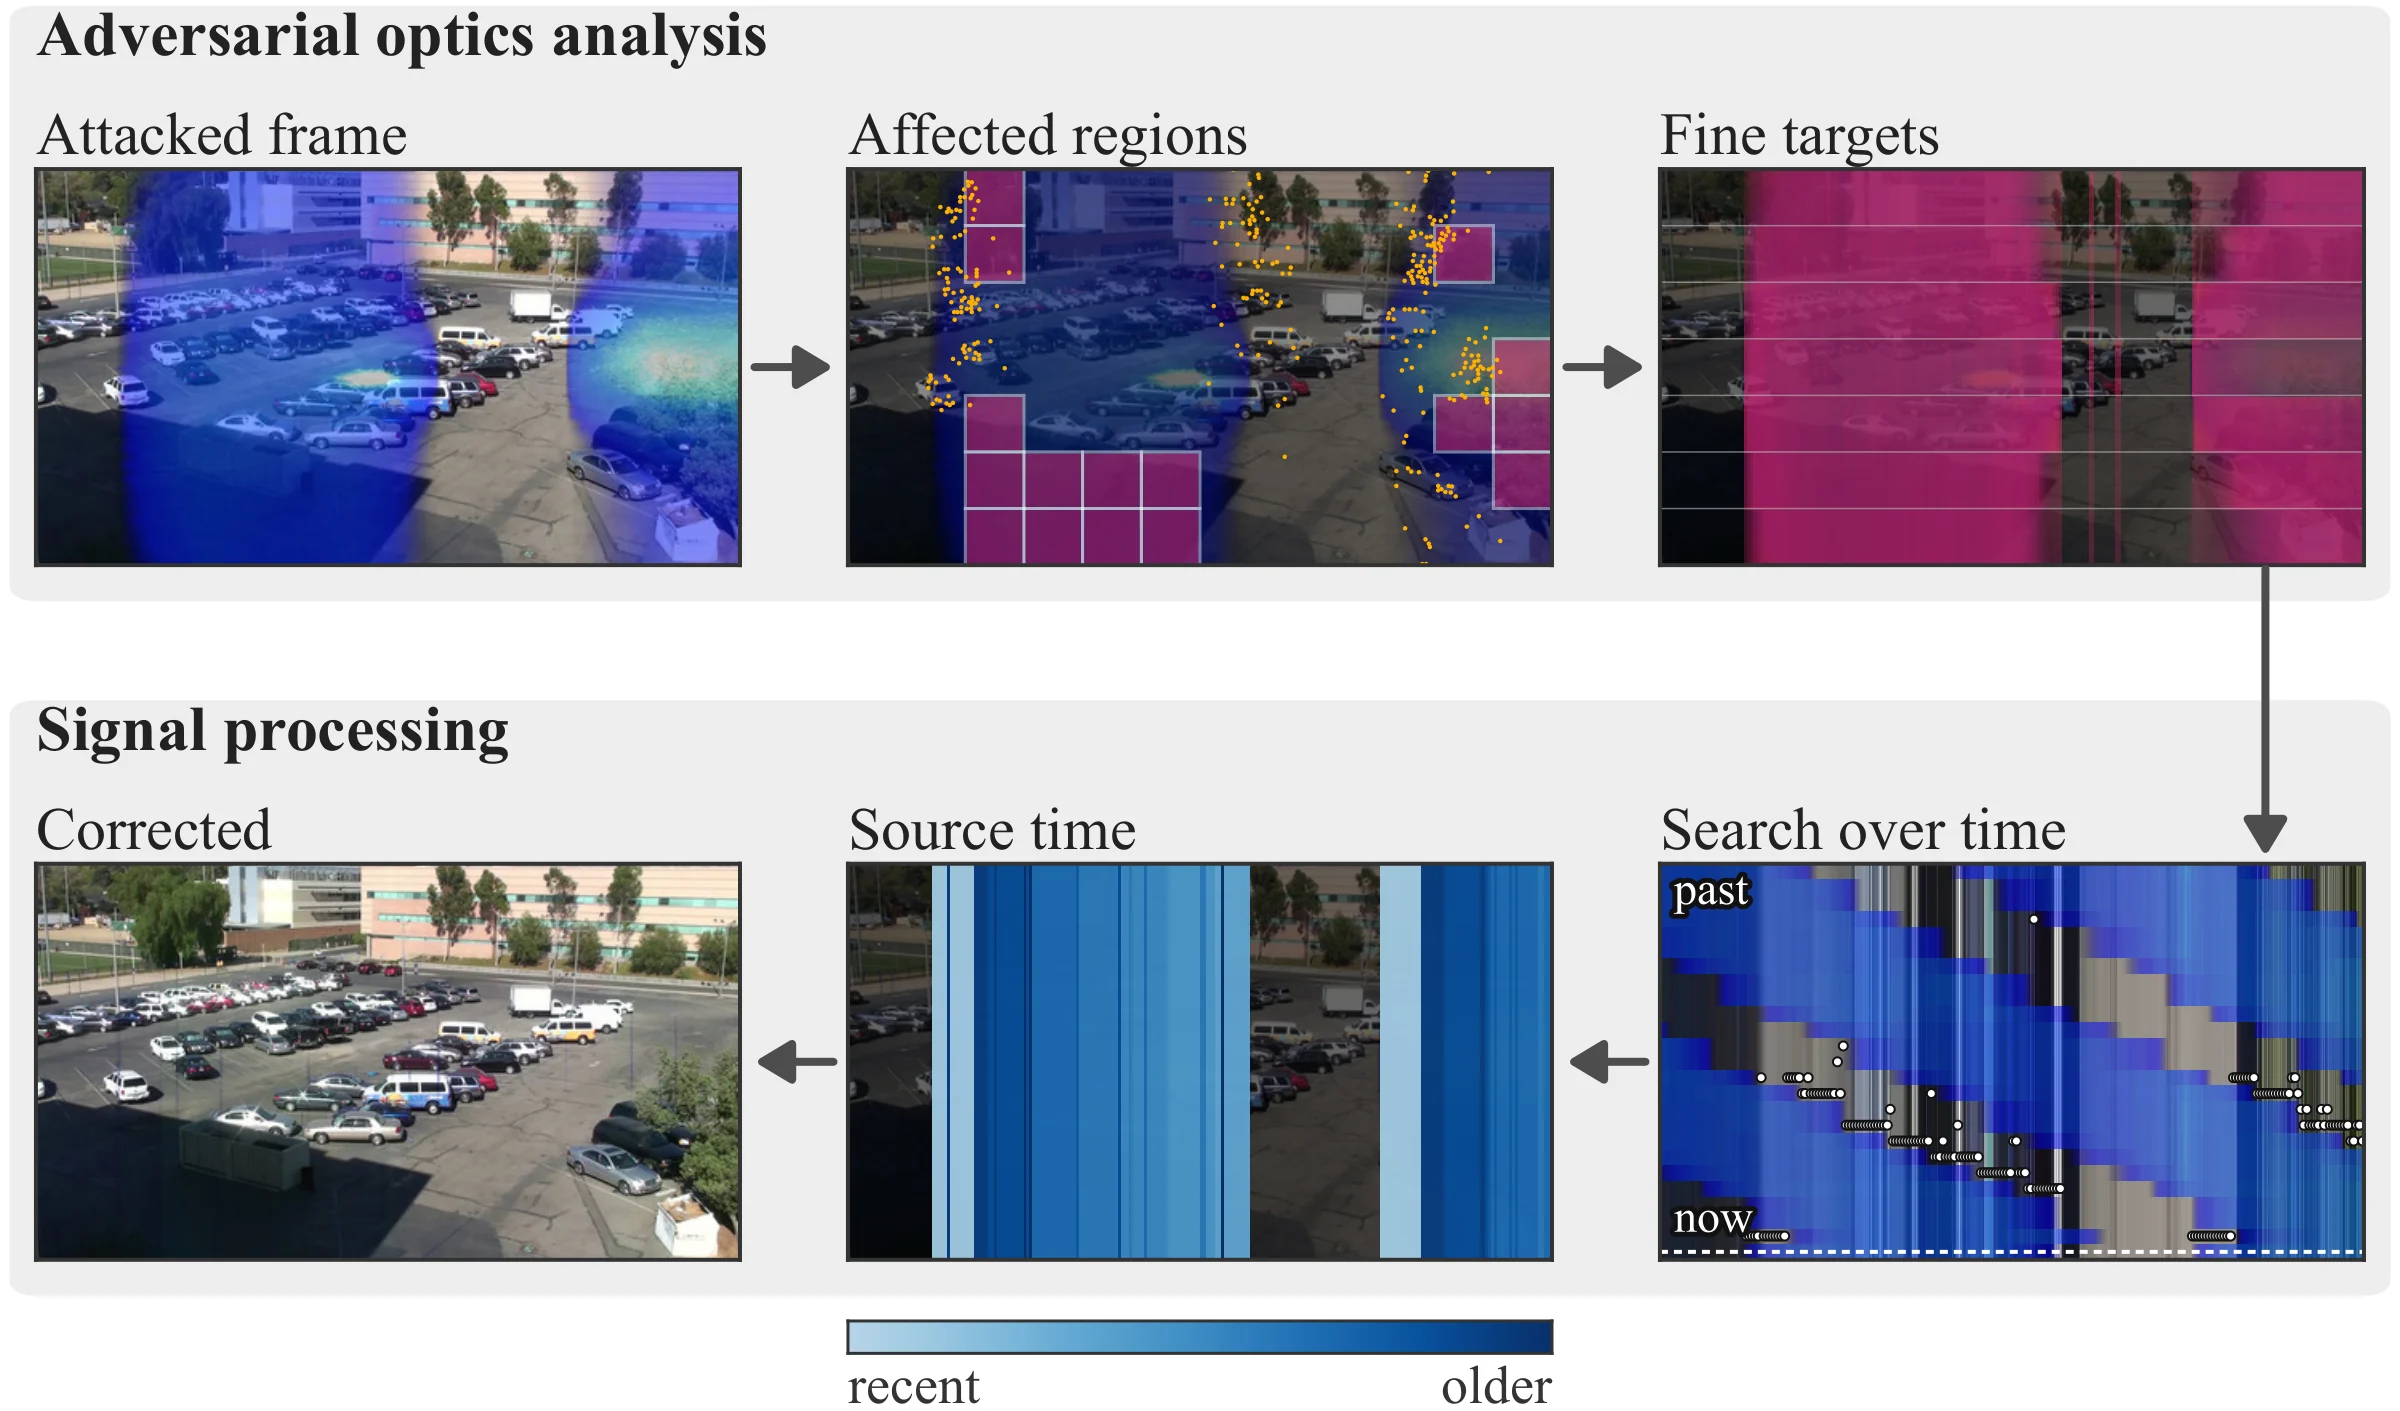 Adversarial optics analysis
Attacked frame
Affected regions
Fine targets
Signal processing
Corrected
Source time
Search over time
past
now
recent
older